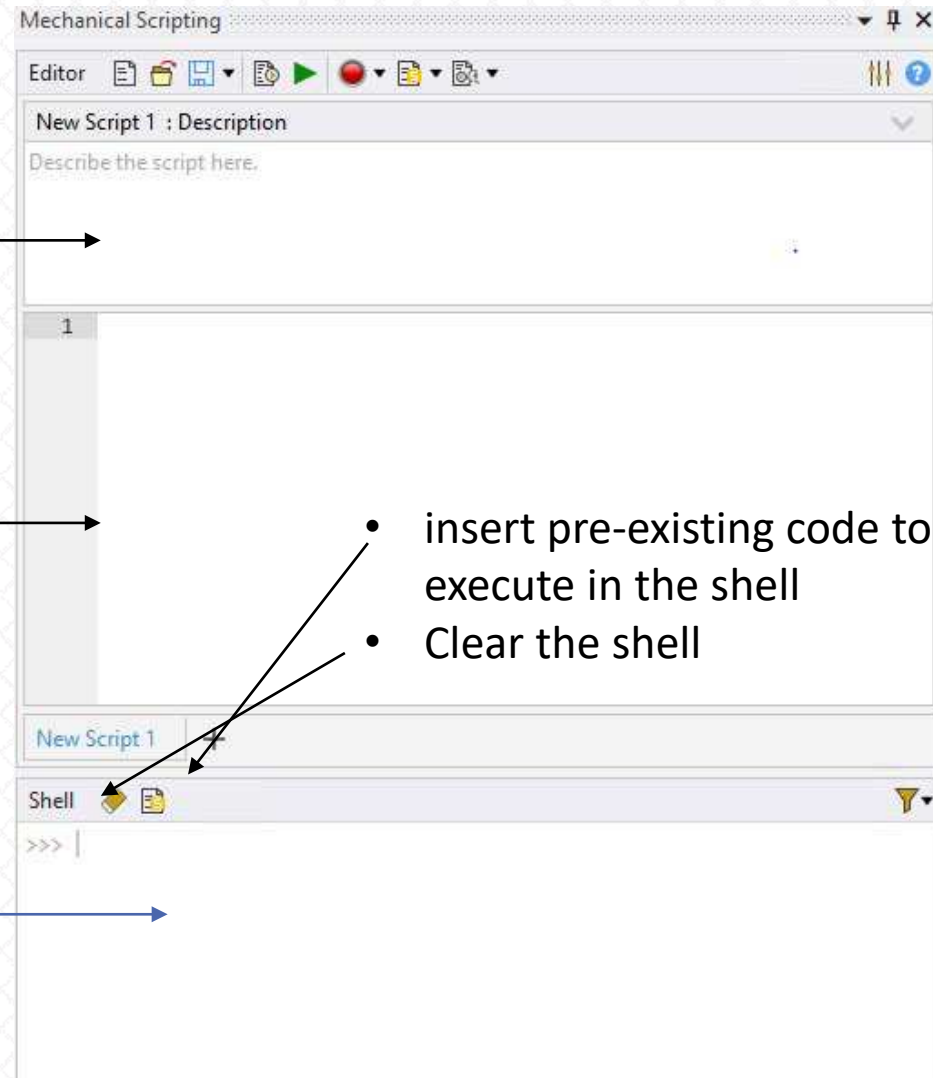 Mechanical Scripting
Editor
New Script 1 : Description
Describe the script here.
1
• insert pre-existing code to
execute in the shell
• Clear the shell
New Script 1 +
Shell
>>>